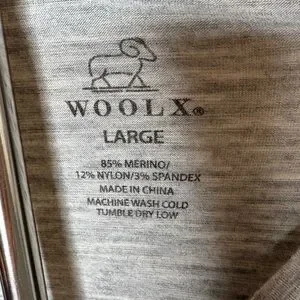 WOOLX®
LARGE
85% MERINO/
12% NYLON/3% SPANDEX
MADE IN CHINA
MACHINE WASH COLD
TUMBLE DRY LOW